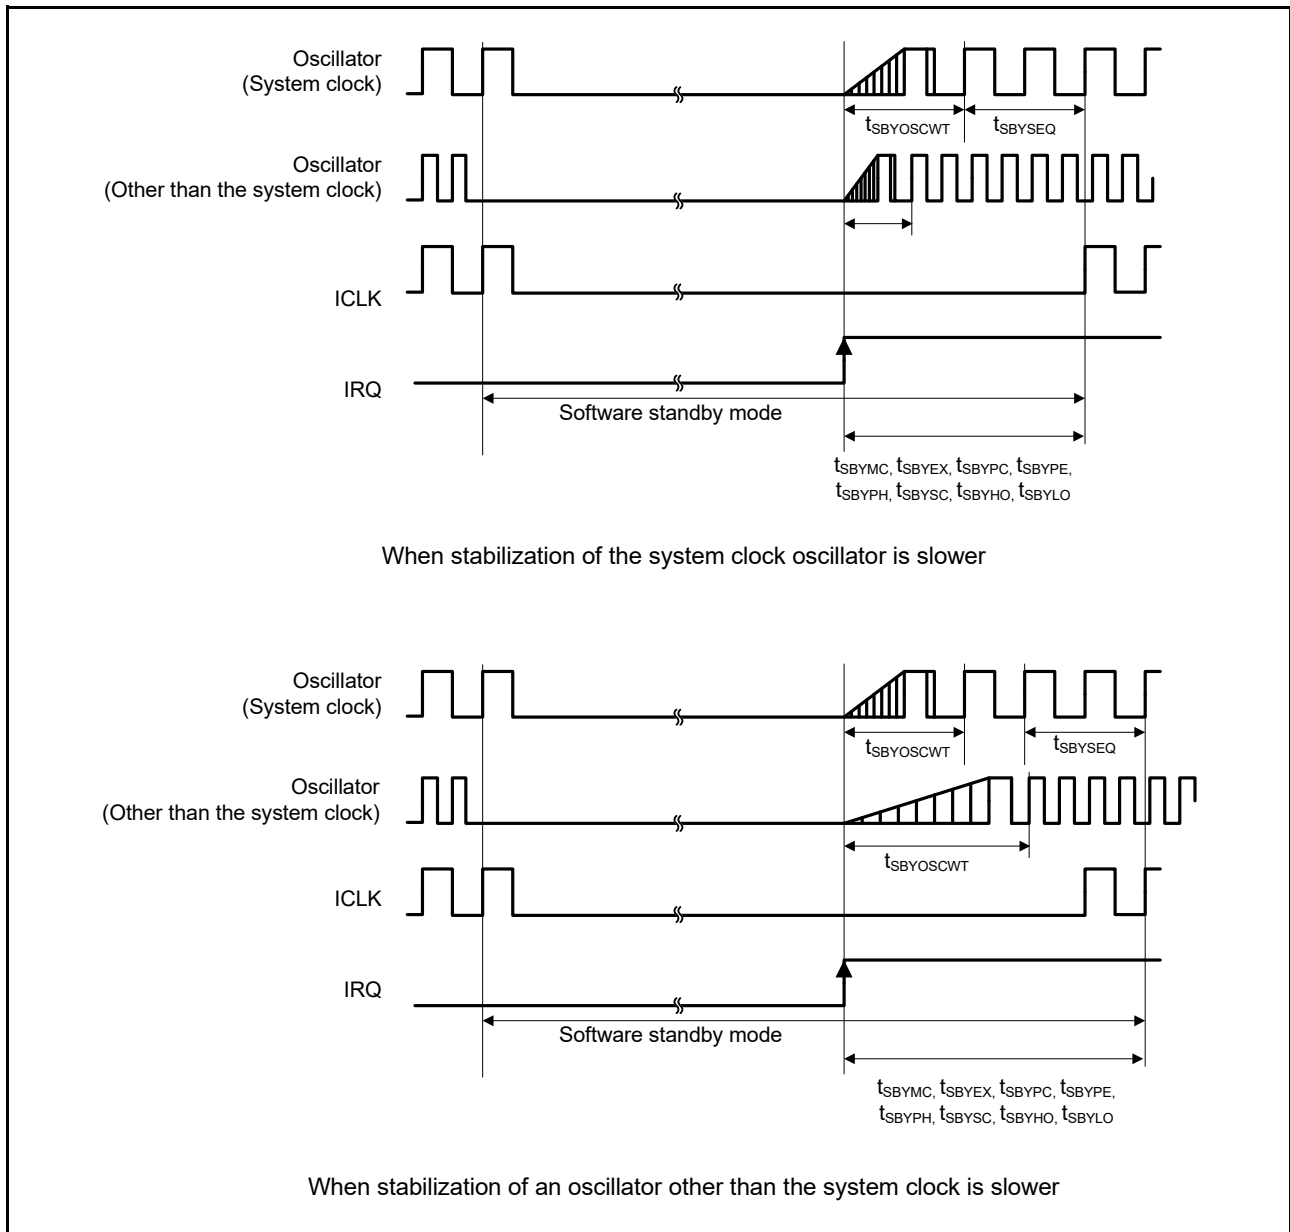 Oscillator
(System clock)
tSBYOSCWT
tSBYSEQ
Oscillator
(Other than the system clock)
ICLK
IRQ
Software standby mode
tSBYMC, tSBYEX, tSBYPC, tSBYPE,
tSBYPH, tSBYSC, tSBYHO, tSBYLO
When stabilization of the system clock oscillator is slower
Oscillator
(System clock)
tSBYOSCWT
tSBYSEQ
Oscillator
(Other than the system clock)
tSBYOSCWT
ICLK
IRQ
Software standby mode
tSBYMC, tSBYEX, tSBYPC, tSBYPE,
tSBYPH, tSBYSC, tSBYHO, tSBYLO
When stabilization of an oscillator other than the system clock is slower